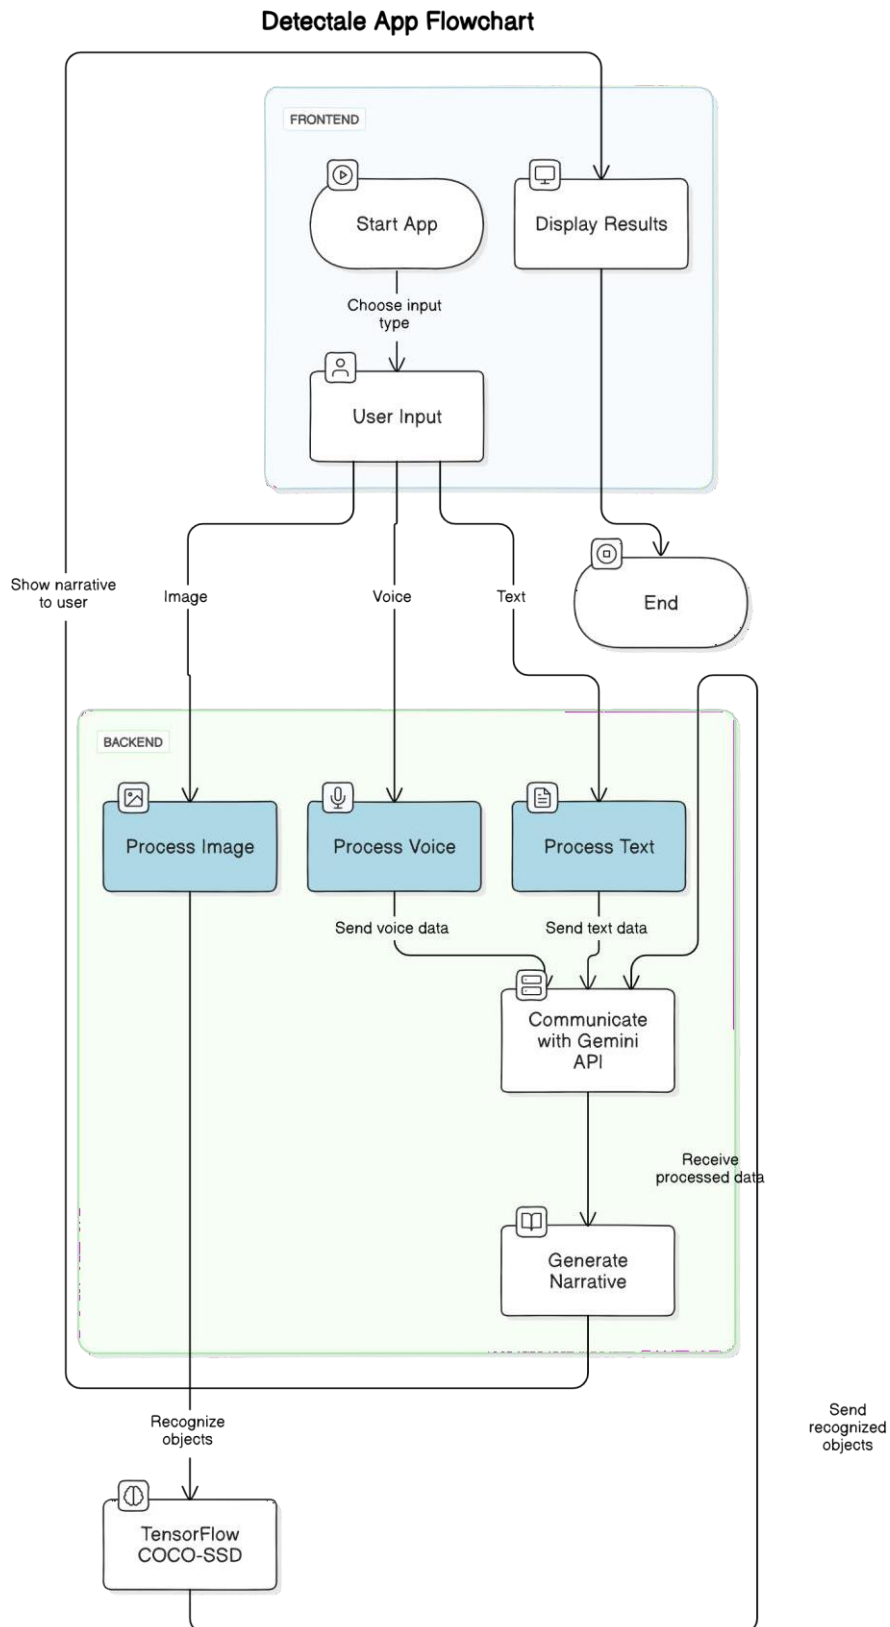 Detectale App Flowchart
FRONTEND
Start App
Display Results
Choose input
type
User Input
Show narrative
to user
Image
Voice
Text
End
BACKEND
Process Image
Process Voice
Process Text
Send voice data
Send text data
Communicate
with Gemini
API
Receive
processed data
Generate
Narrative
Recognize
objects
Send
recognized
objects
TensorFlow
COCO-SSD